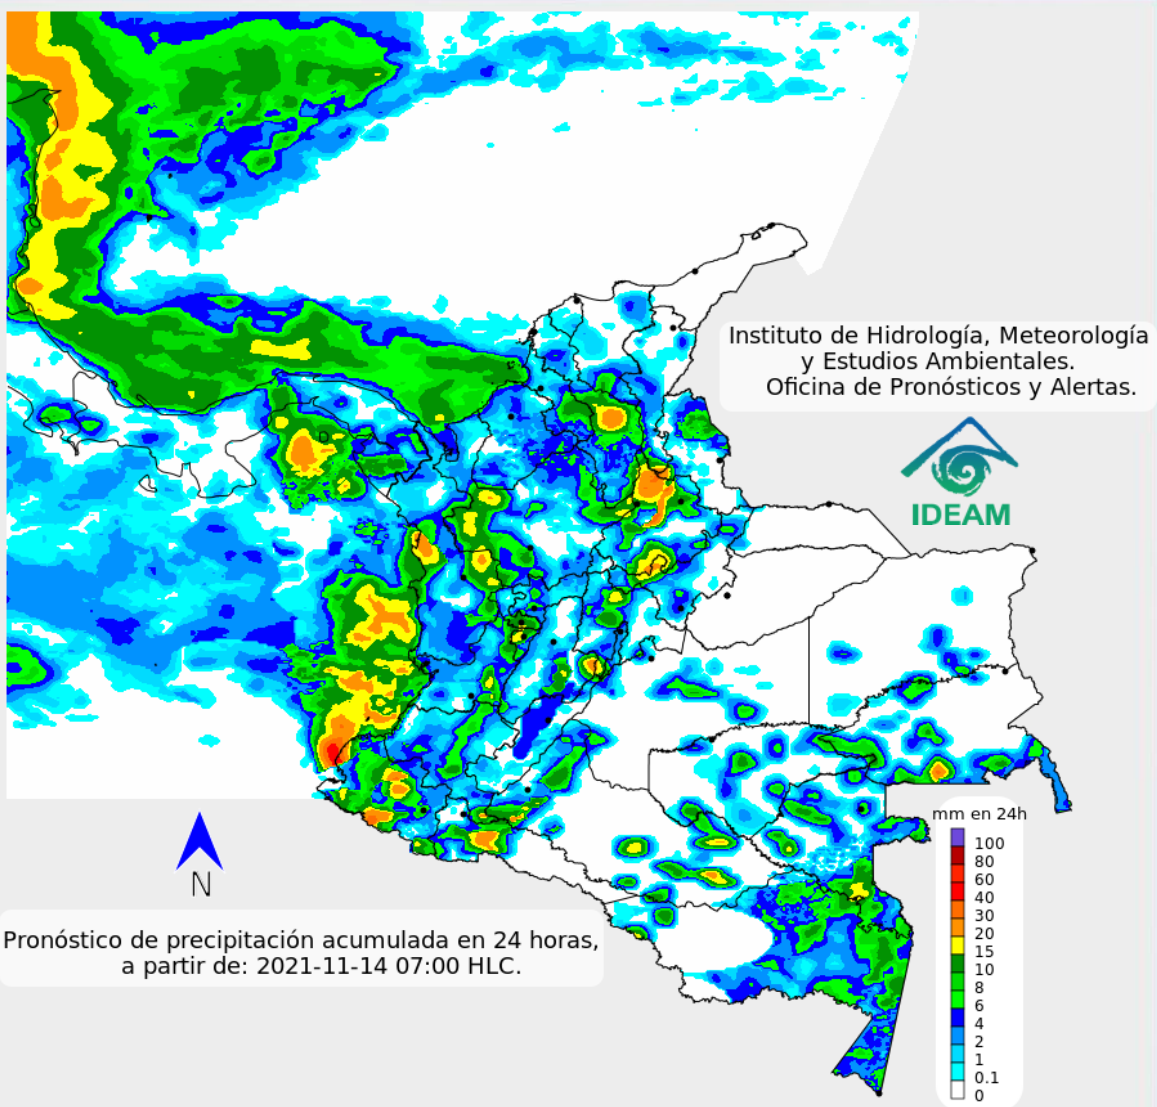 Instituto de Hidrología, Meteorología
y Estudios Ambientales.
Oficina de Pronósticos y Alertas.
IDEAM
mm en 24h
100
80
60
40
30
20
15
10
8
6
4
2
1
0.1
0
N
Pronóstico de precipitación acumulada en 24 horas,
a partir de: 2021-11-14 07:00 HLC.